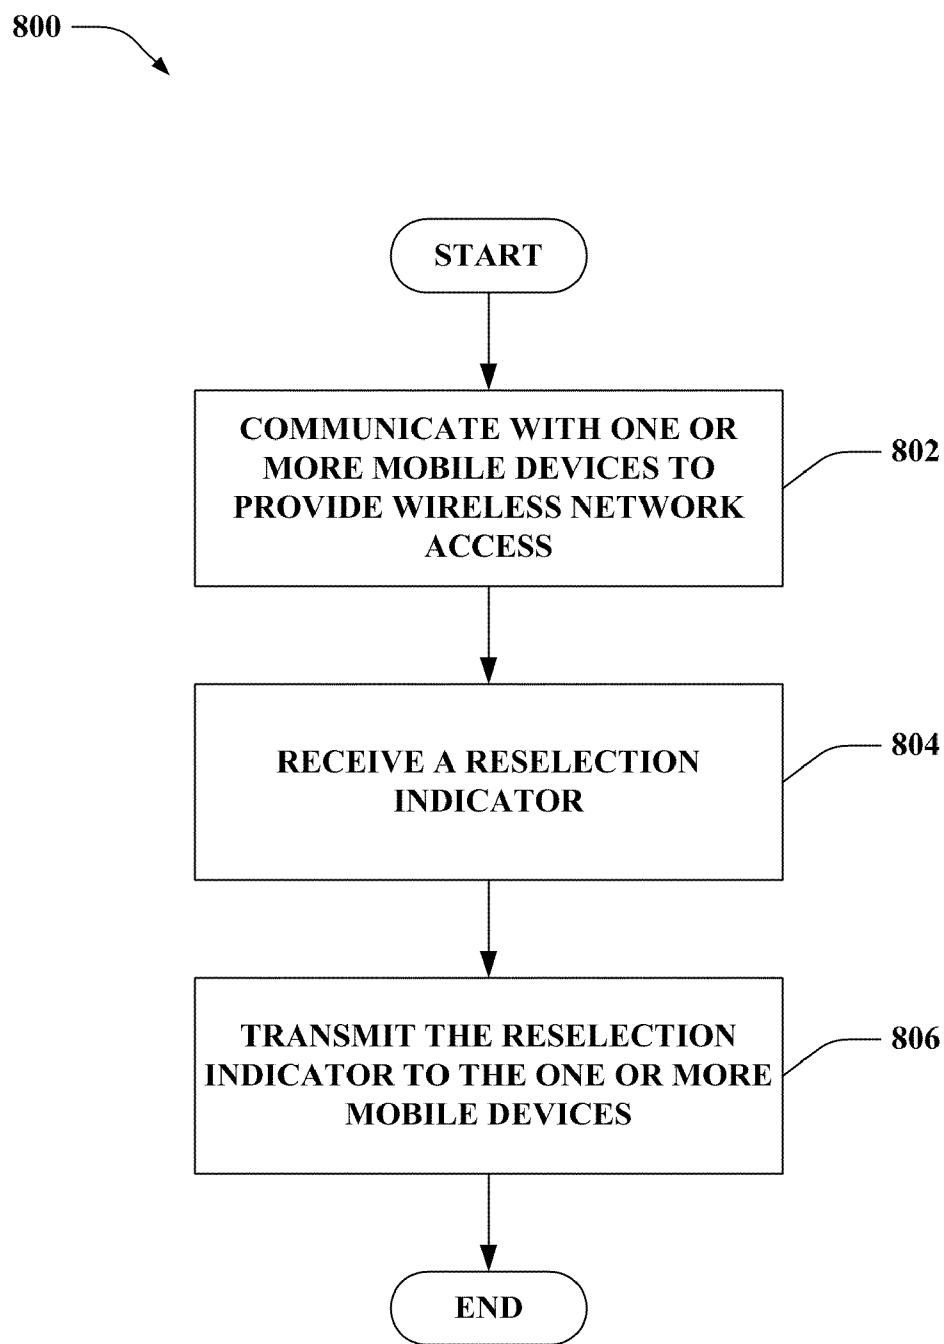 800
START
COMMUNICATE WITH ONE OR
MORE MOBILE DEVICES TO
PROVIDE WIRELESS NETWORK
ACCESS
802
RECEIVE A RESELECTION
INDICATOR
804
TRANSMIT THE RESELECTION
INDICATOR TO THE ONE OR MORE
MOBILE DEVICES
806
END